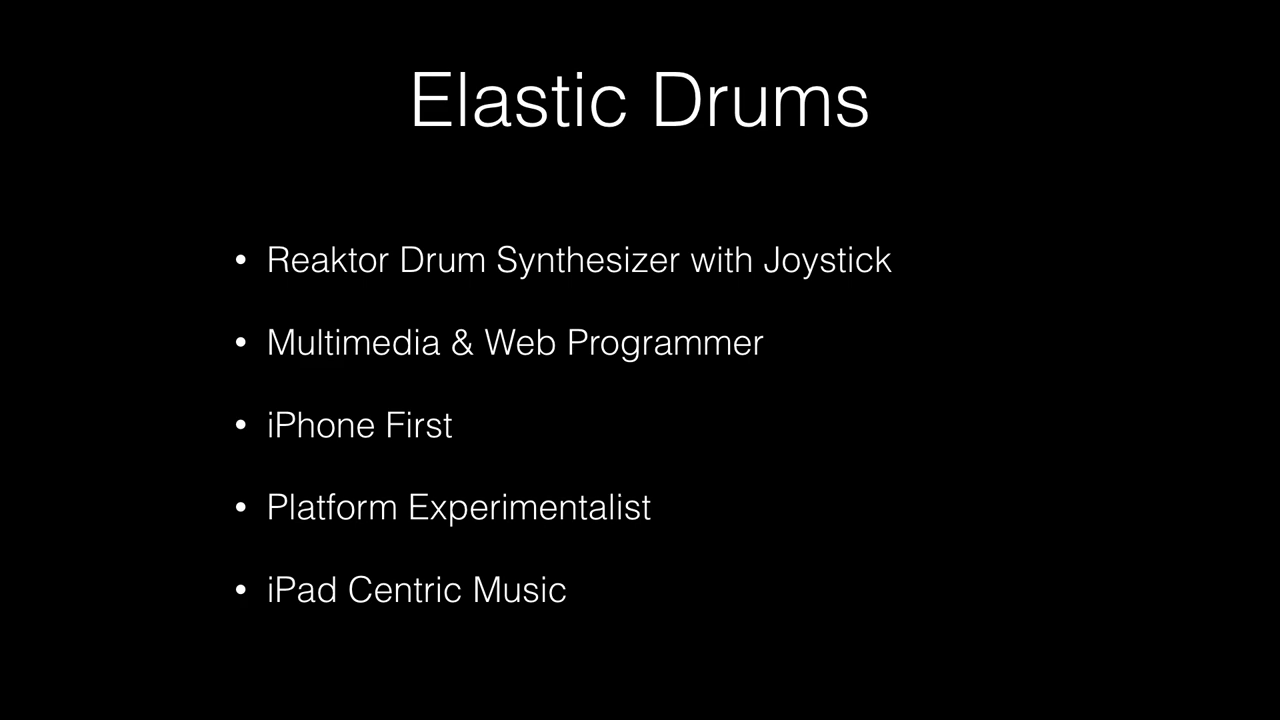 Elastic Drums
• Reaktor Drum Synthesizer with Joystick
• Multimedia & Web Programmer
• iPhone First
• Platform Experimentalist
• iPad Centric Music